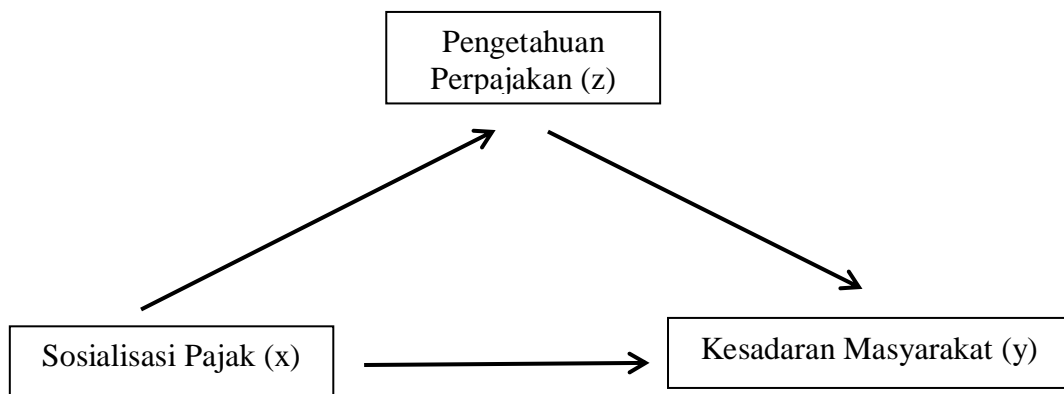 Pengetahuan
Perpajakan (z)
Sosialisasi Pajak (x)
Kesadaran Masyarakat (y)